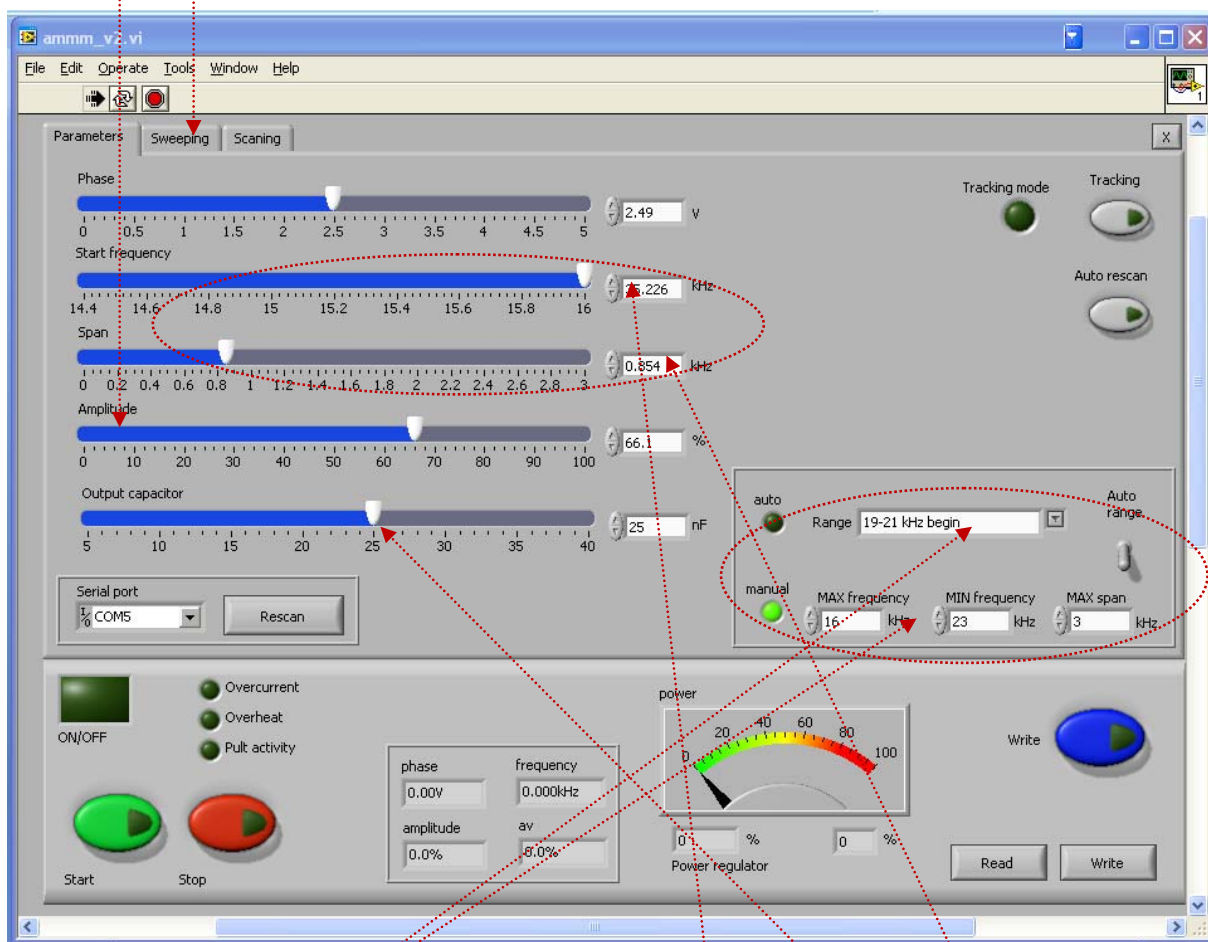 ammm_v2.vi
File Edit Operate Tools Window Help
1
Parameters Sweeping Scaning X
Phase
2.49 V
0 0.5 1 1.5 2 2.5 3 3.5 4 4.5 5
Tracking mode Tracking
Start frequency
kHz
14.4 14.6 14.8 15 15.2 15.4 15.6 15.8 16
Auto rescan
Span
0.854 kHz
0 0.2 0.4 0.6 0.8 1 1.2 1.4 1.6 1.8 2 2.2 2.4 2.6 2.8 3
Amplitude
66.1 %
0 10 20 30 40 50 60 70 80 90 100
Output capacitor
25 nF
5 10 15 20 25 30 35 40
auto Range 19-21 kHz begin Auto range
manual MAX frequency MIN frequency MAX span
16 kHz 23 kHz 3 kHz
Serial port
COM5 Rescan
ON/OFF
Overcurrent
Overheat
Pult activity
Start Stop
phase frequency
0.00V 0.000kHz
amplitude av
0.0% 0.0%
power
0 20 40 60 80 100
0 % 0 %
Power regulator
Write
Read Write